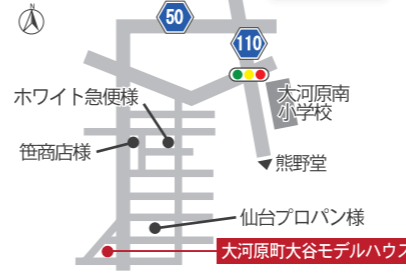 50
110
大河原南
小学校
ホワイト急便様
笹商店様
熊野堂
仙台プロパン様
大河原町大谷モデルハウス